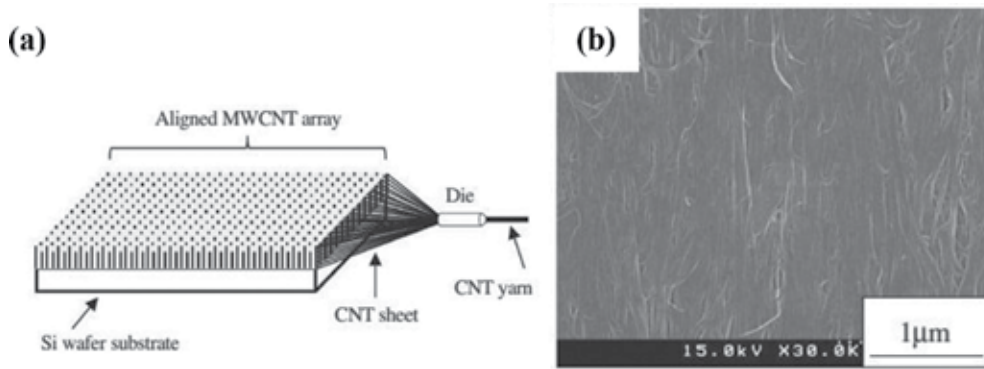 (a)
Aligned MWCNT array
Die
CNT yarn
CNT sheet
Si wafer substrate
(b)
15.0kV X30.0K
1μm